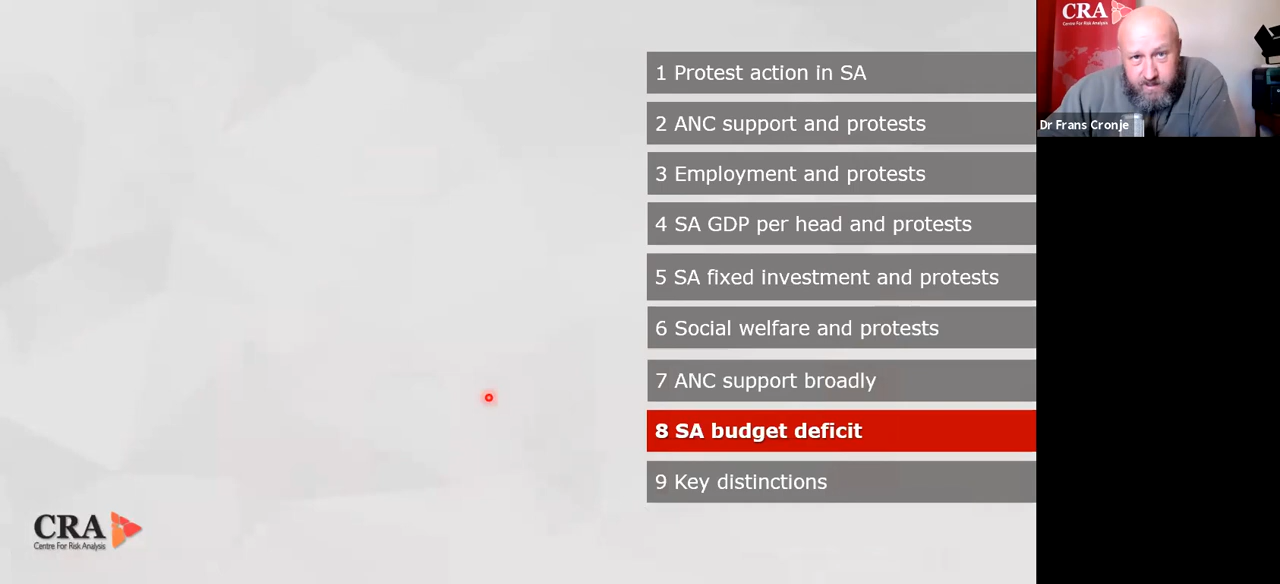 1 Protest action in SA
2 ANC support and protests
3 Employment and protests
4 SA GDP per head and protests
5 SA fixed investment and protests
6 Social welfare and protests
7 ANC support broadly
8 SA budget deficit
9 Key distinctions
CRA
Centre For Risk Analysis
CRA
Centre For Risk Analysis
Dr Frans Cronje